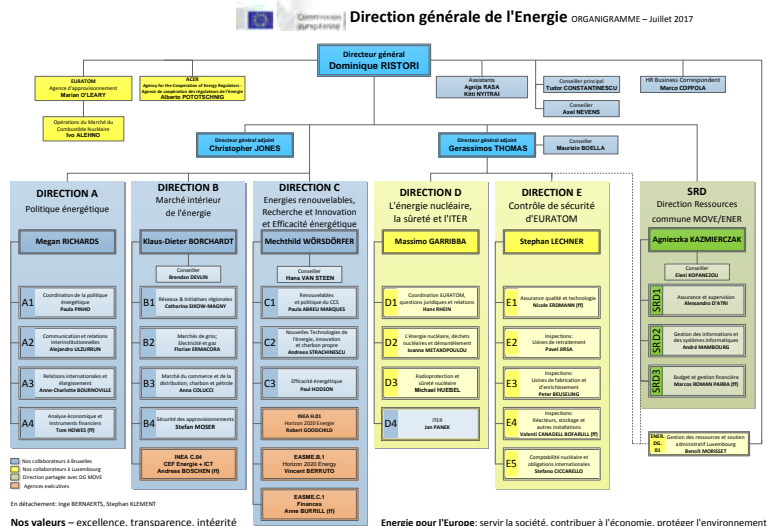 Commission
européenne
Direction générale de l'Energie ORGANIGRAMME – Juillet 2017
Directeur général
Dominique RISTORI
EURATOM
Agence d'approvisionnement
Marian O'LEARY
ACER
Agency for the Cooperation of Energy Regulators -
Agence de coopération des régulateurs de l'énergie
Alberto POTOTSCHNIG
Assistants
Agnija RASA
Kitti NYITRAI
Conseiller principal
Tudor CONSTANTINESCU
HR Business Correspondent
Marco COPPOLA
Conseiller
Axel NEVENS
Opérations du Marché du
Combustible Nucléaire
Ivo ALEHNO
Directeur général adjoint
Christopher JONES
Directeur général adjoint
Gerassimos THOMAS
Conseiller
Maurizio BOELLA
DIRECTION A
Politique énergétique
Megan RICHARDS
A1
Coordination de la politique
énergétique
Paula PINHO
A2
Communication et relations
interinstitutionnelles
Alejandro ULZURRUN
A3
Relations internationales et
élargissement
Anne-Charlotte BOURNOVILLE
A4
Analyse économique et
Instruments financiers
Tom HOWES (ff)
DIRECTION B
Marché intérieur
de l'énergie
Klaus-Dieter BORCHARDT
Conseiller
Brendan DEVLIN
B1
Réseaux & Initiatives régionales
Catharina SIKOW-MAGNY
B2
Marchés de gros;
Electricité et gaz
Florian ERMACORA
B3
Marché du commerce et de la
distribution; charbon et pétrole
Anna COLUCCI
B4
Sécurité des approvisionnements
Stefan MOSER
INEA C.04
CEF Energie + ICT
Andreas BOSCHEN (ff)
DIRECTION C
Energies renouvelables,
Recherche et Innovation
et Efficacité énergétique
Mechthild WÖRSDÖRFER
Conseiller
Hans VAN STEEN
C1
Renouvelables
et politique du CCS
Paula ABREU MARQUES
C2
Nouvelles Technologies de
l'énergie, innovation
et charbon propre
Andreea STRACHINESCU
C3
Efficacité énergétique
Paul HODSON
INEA H.01
Horizon 2020 Energie
Robert GOODCHILD
EASME.B.1
Horizon 2020 Energy
Vincent BERRUTO
EASME.C.1
Finances
Anne BURRILL (ff)
DIRECTION D
L'énergie nucléaire,
la sûreté et l'ITER
Massimo GARRIBBA
D1
Coordination EURATOM,
questions juridiques et relations
Hans RHEIN
D2
L'énergie nucléaire, déchets
nucléaires et démantèlement
Ioanna METAXOPOULOU
D3
Radioprotection et
sûreté nucléaire
Michael HUEBEL
D4
ITER
Jan PANEK
DIRECTION E
Contrôle de sécurité
d'EURATOM
Stephan LECHNER
E1
Assurance qualité et technologie
Nicole ERDMANN (ff)
E2
Inspections:
Usines de retraitement
Pavel JIRSA
E3
Inspections:
Usines de fabrication et
d'enrichissement
Peter BEUSEUNG
E4
Inspections:
Réacteurs, stockage et
autres installations
Valenti CANADELL BOFARULL (ff)
E5
Comptabilité nucléaire et
obligations internationales
Stefano CICCARELLO
SRD
Direction Ressources
commune MOVE/ENER
Agnieszka KAZMIERCZAK
Conseiller
Eleni KOPANEZOU
SRD1
Assurance et supervision
Alessandro D'ATRI
SRD2
Gestion des informations et
des systèmes informatiques
André MAMBOURG
SRD3
Budget et gestion financière
Marcos ROMAN PARRA (ff)
ENER.
DG.
01
Gestion des ressources et soutien
administratif Luxembourg
Benoît MORISSET
Nos collaborateurs à Bruxelles
Nos collaborateurs à Luxembourg
Direction partagée avec DG MOVE
Agences exécutives
En détachement: Inge BERNAERTS, Stephan KLEMENT
Nos valeurs – excellence, transparence, intégrité
Energie pour l'Europe: servir la société, contribuer à l'économie, protéger l'environnement